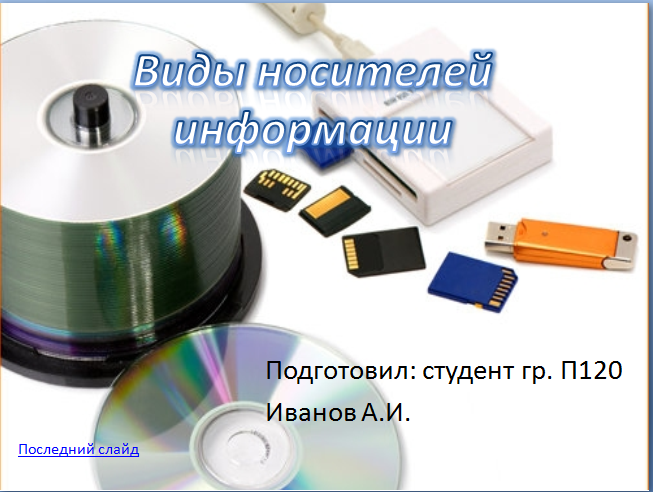 Виды носителей
информации
Подготовил: студент гр. П120
Иванов А.И.
Последний слайд